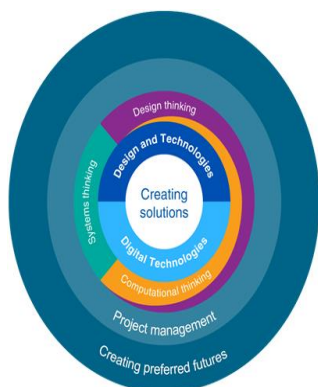 Design thinking
Design and Technologies
Systems thinking
Creating
solutions
Digital Technologies
Computational thinking
Project management
Creating preferred futures